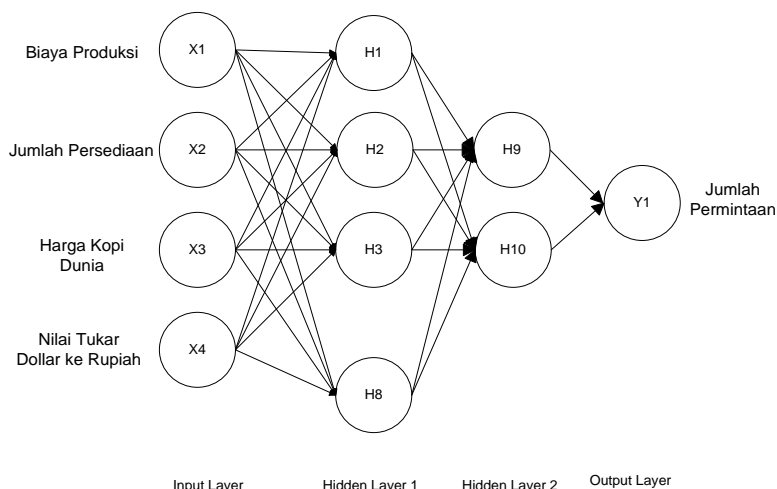 Biaya Produksi
X1
H1
Jumlah Persediaan
X2
H2
H9
Y1
Jumlah
Permintaan
Harga Kopi
Dunia
X3
H3
H10
Nilai Tukar
Dollar ke Rupiah
X4
H8
Input Layer
Hidden Layer 1
Hidden Layer 2
Output Layer